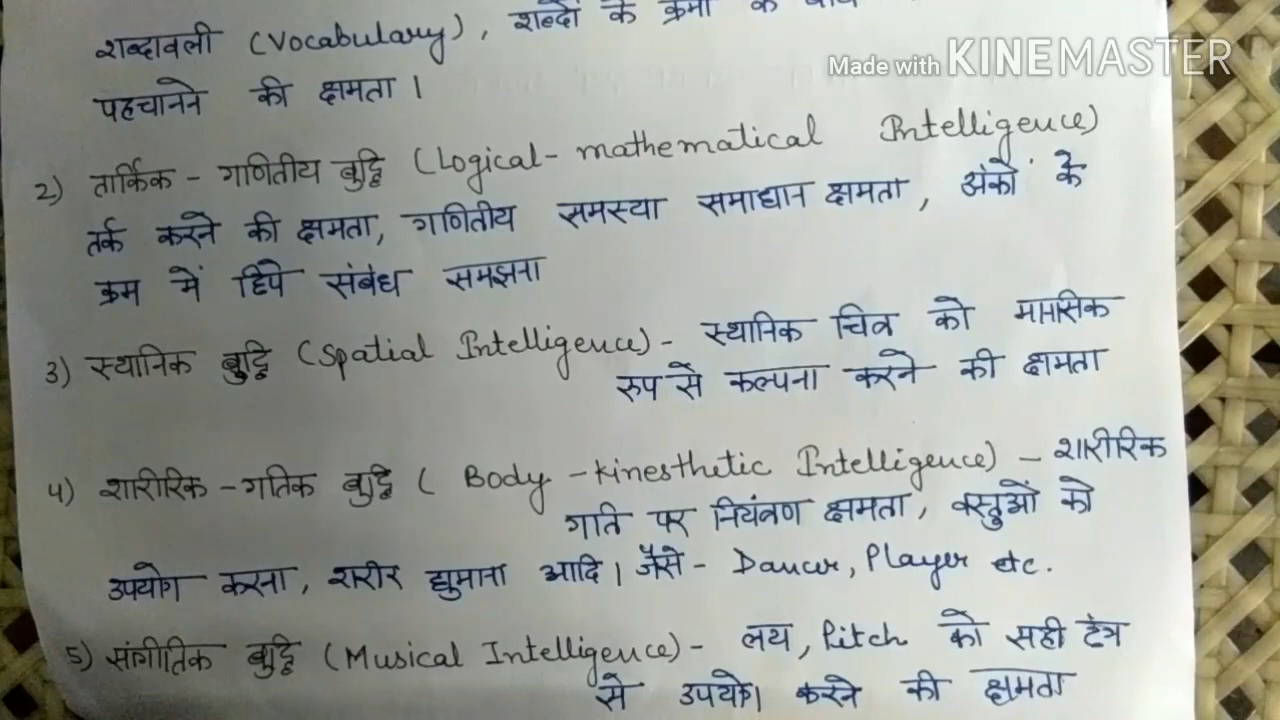 शब्दावली (Vocabulary), शब्दों के क्रमों के
Made with KINEMASTER
पहचानने की क्षमता ।
2) तार्किक - गणितीय बुद्धि (Logical - mathematical Intelligence)
तर्क करने की क्षमता, गणितीय समस्या समाधान क्षमता, अंकों के
क्रम में छिपे संबंध समझना
3) स्थानिक बुद्धि (Spatial Intelligence) - स्थानिक चित्र को मानसिक
रुप से कल्पना करने की क्षमता
4) शारीरिक - गतिक बुद्धि ( Body - Kinesthetic Intelligence) - शारीरिक
गति पर नियंत्रण क्षमता, वस्तुओं को
उपयोग करना, शरीर घुमाना आदि । जैसे - Dancer, Player etc.
5) संगीतिक बुद्धि (Musical Intelligence) - लय, Pitch को सही
से उपयोग करने की क्षमता